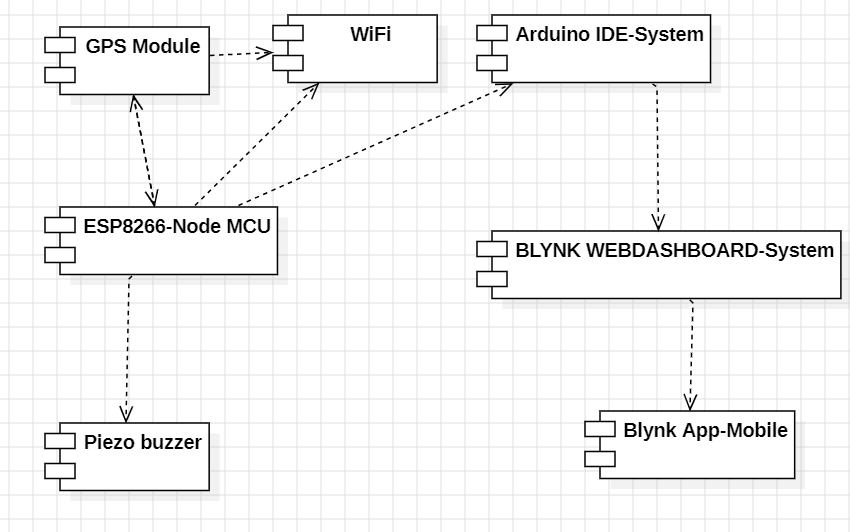 GPS Module
WiFi
Arduino IDE-System
ESP8266-Node MCU
BLYNK WEBDASHBOARD-System
Piezo buzzer
Blynk App-Mobile